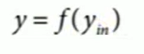 y = f(y_in)